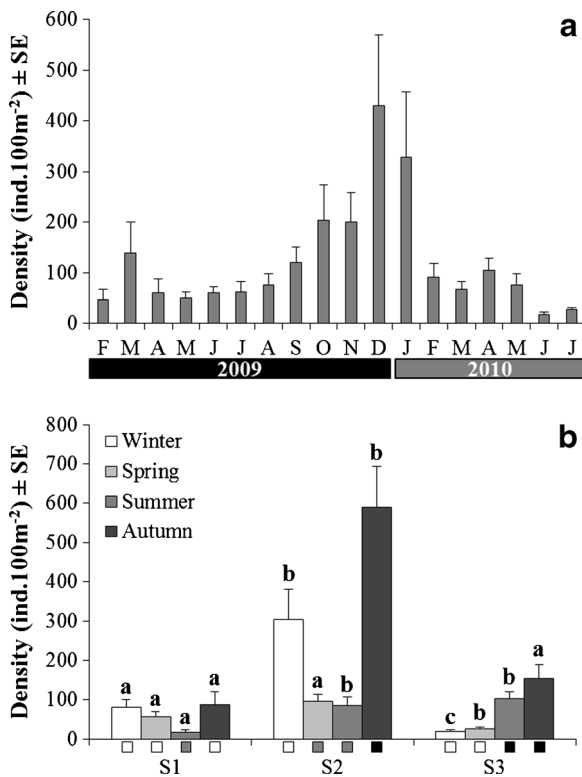 a
Density (ind.100m⁻²) ± SE
600
500
400
300
200
100
0
F M A M J J A S O N D J F M A M J J
2009 2010
b
Density (ind.100m⁻²) ± SE
800
700
600
500
400
300
200
100
0
Winter
Spring
Summer
Autumn
a a a a b a b b c b b a
S1 S2 S3